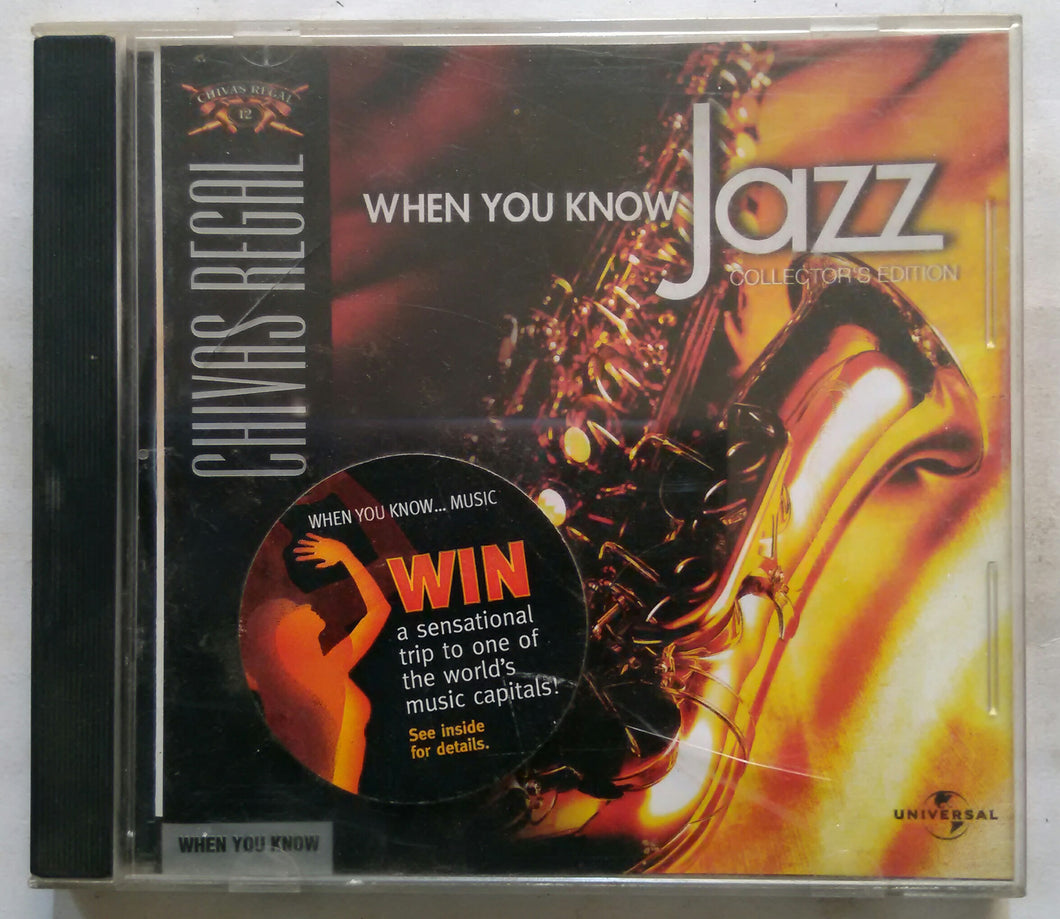 CHIVAS REGAL
12
CHIVAS REGAL
WHEN YOU KNOW Jazz
COLLECTOR'S EDITION
WHEN YOU KNOW... MUSIC
WIN
a sensational
trip to one of
the world's
music capitals!
See inside
for details.
UNIVERSAL
WHEN YOU KNOW